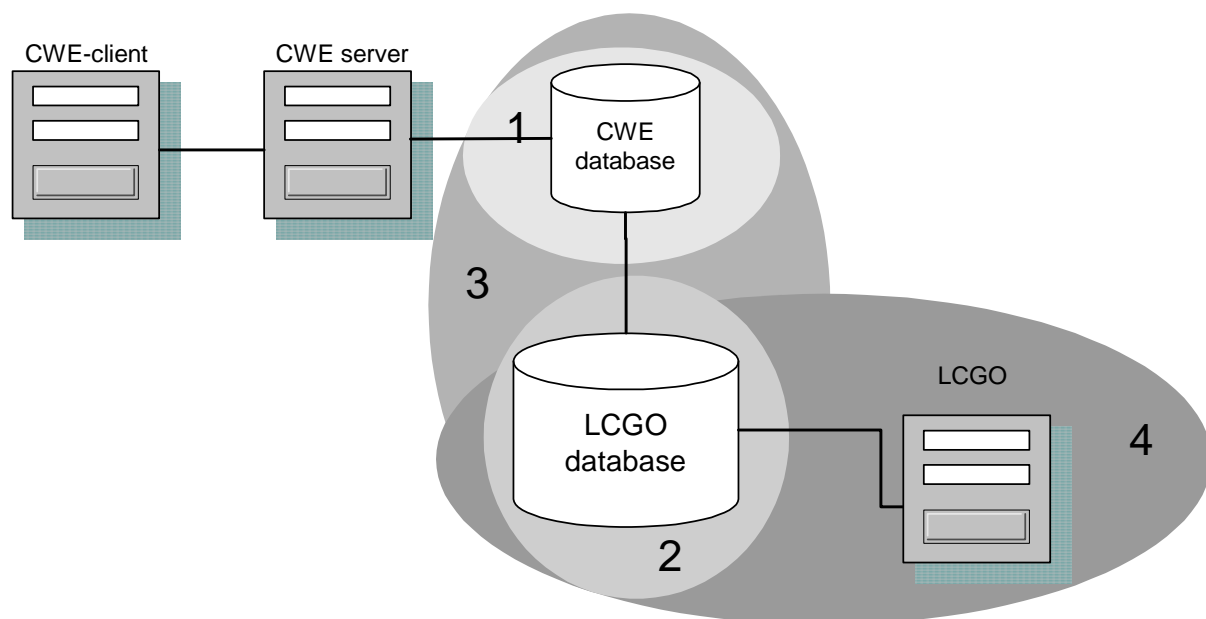 CWE-client
CWE server
1
CWE
database
3
LCGO
LCGO
database
4
2